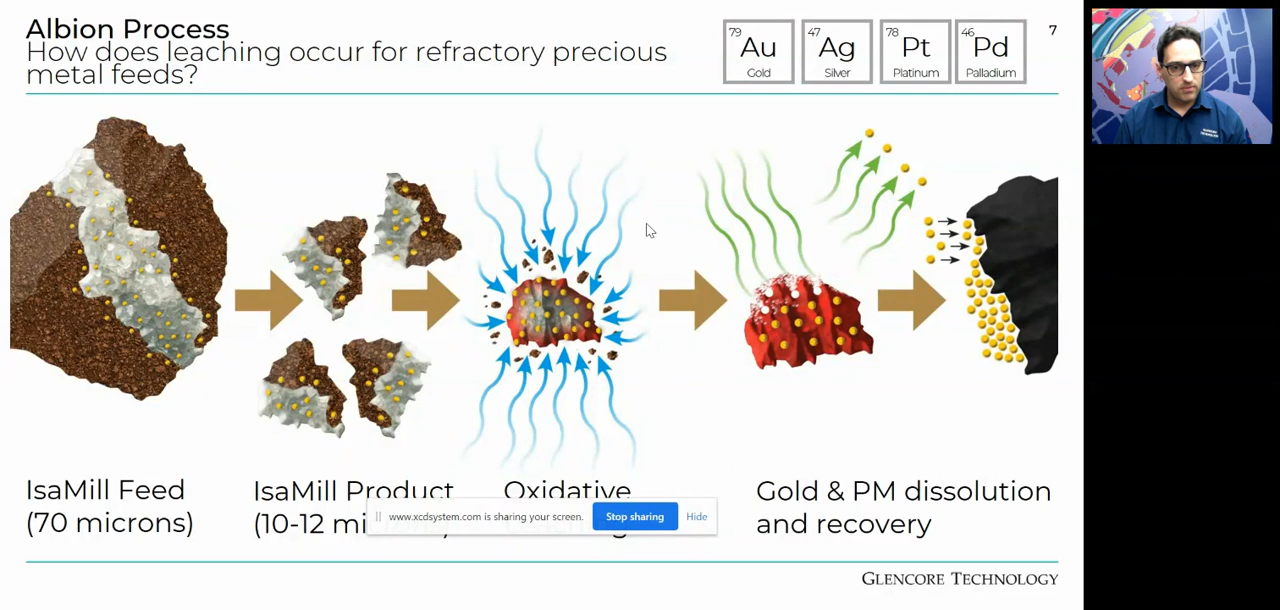 Albion Process
How does leaching occur for refractory precious
metal feeds?
79
Au
Gold
47
Ag
Silver
78
Pt
Platinum
46
Pd
Palladium
7
IsaMill Feed
(70 microns)
IsaMill Product
(10-12 mi
Oxidative
Gold & PM dissolution
and recovery
www.xcdsystem.com is sharing your screen.
Stop sharing
Hide
GLENCORE TECHNOLOGY